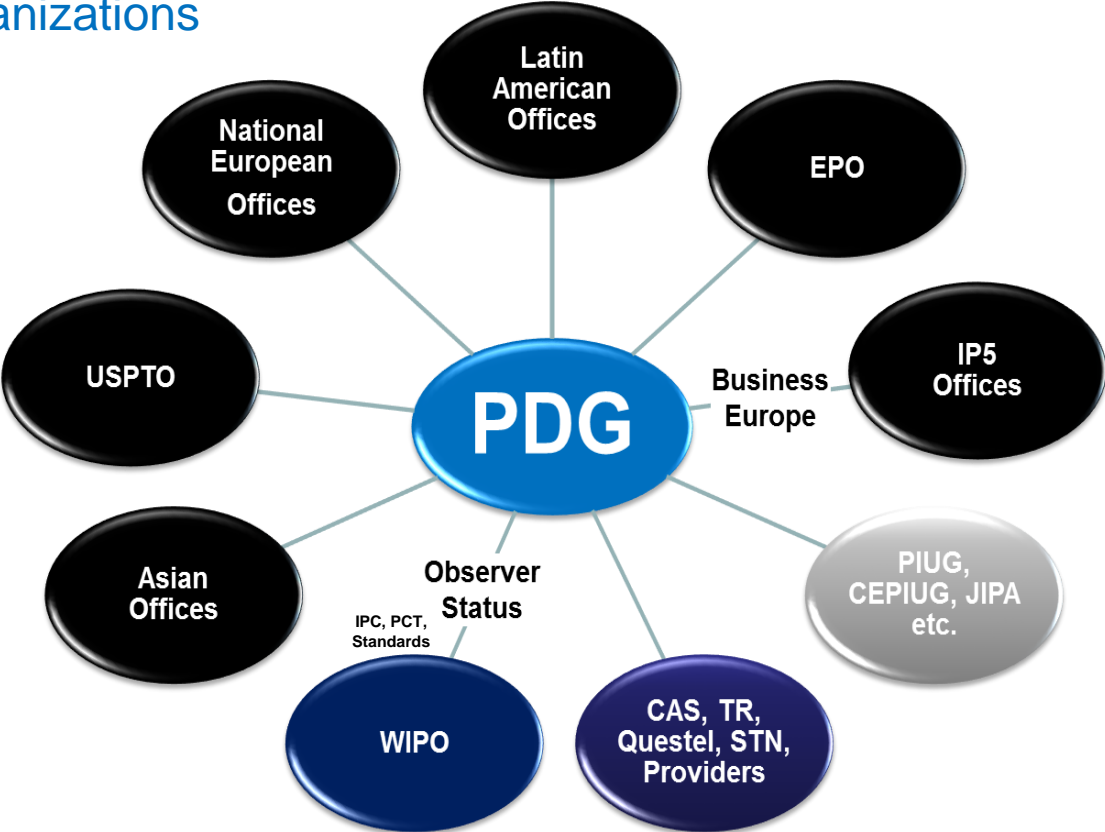 anizations
Latin
American
Offices
National
European
Offices
EPO
USPTO
IP5
Offices
Business
Europe
PDG
Asian
Offices
Observer
Status
IPC, PCT,
Standards
PIUG,
CEPIUG, JIPA
etc.
WIPO
CAS, TR,
Questel, STN,
Providers